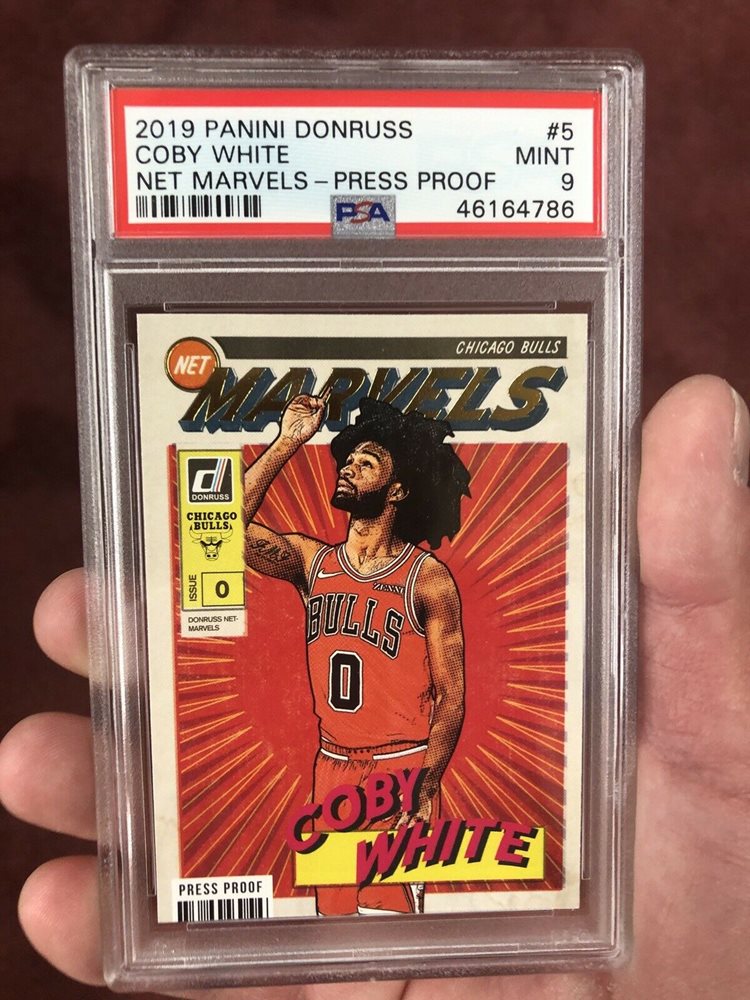 2019 PANINI DONRUSS #5
COBY WHITE MINT
NET MARVELS – PRESS PROOF 9
PSA 46164786
CHICAGO BULLS
NET
MARVELS
DONRUSS
CHICAGO
BULLS
ISSUE 0
DONRUSS NET-
MARVELS
ZENNI
BULLS
0
COBY
WHITE
PRESS PROOF